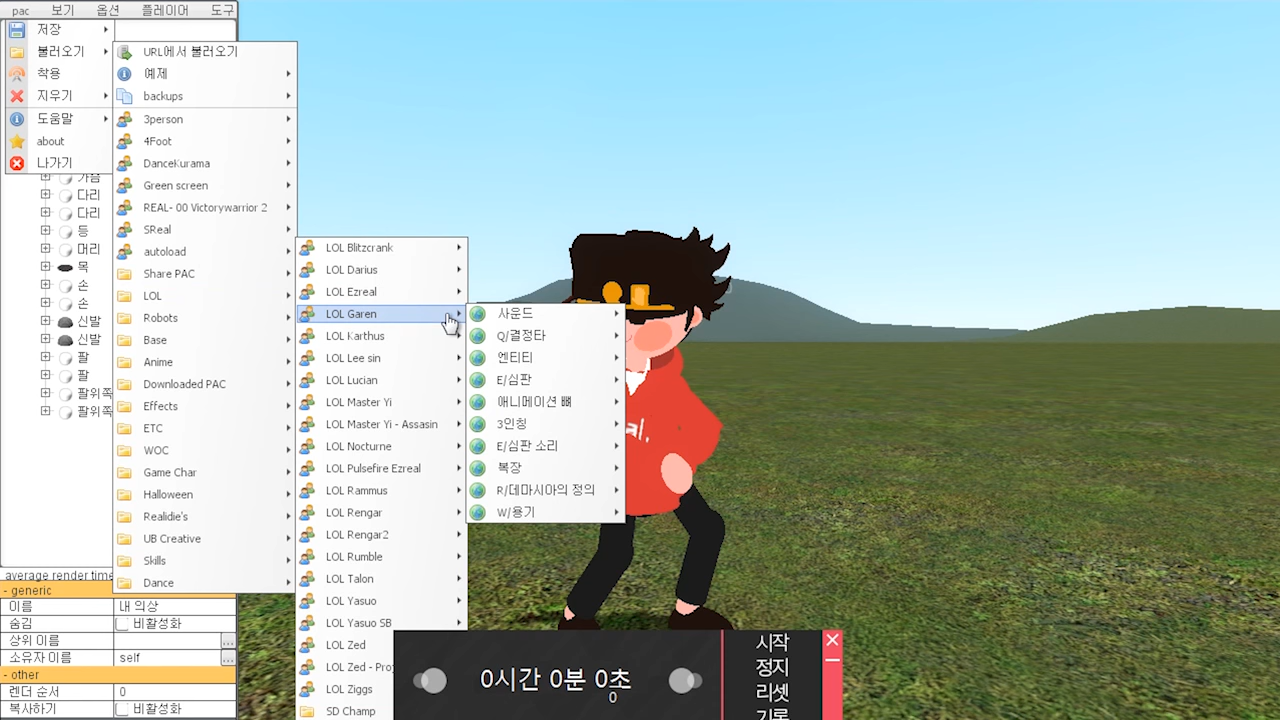 pac 보기 옵션 플레이어 도구
저장
불러오기
착용
지우기
도움말
about
나가기
가슴
다리
다리
등
머리
목
손
손
신발
신발
팔
팔
팔위쪽
팔위쪽
URL에서 불러오기
예제
backups
3person
4Foot
DanceKurama
Green screen
REAL- 00 Victorywarrior 2
SReal
autoload
Share PAC
LOL
Robots
Base
Anime
Downloaded PAC
Effects
ETC
WOC
Game Char
Halloween
Realidie's
UB Creative
Skills
Dance
LOL Blitzcrank
LOL Darius
LOL Ezreal
LOL Garen
LOL Karthus
LOL Lee sin
LOL Lucian
LOL Master Yi
LOL Master Yi - Assasin
LOL Nocturne
LOL Pulsefire Ezreal
LOL Rammus
LOL Rengar
LOL Rengar2
LOL Rumble
LOL Talon
LOL Yasuo
LOL Yasuo SB
LOL Zed
LOL Zed - Pro
LOL Ziggs
SD Champ
사운드
Q/결정타
엔티티
E/심판
애니메이션 뼈
3인칭
E/심판 소리
복장
R/데마시아의 정의
W/용기
al.
average render time
- generic
이름 내 의상
숨김 비활성화
상위 이름 ...
소유자 이름 self ...
- other
렌더 순서 0
복사하기 비활성화
0시간 0분 0초
0
시작
정지
리셋
기록